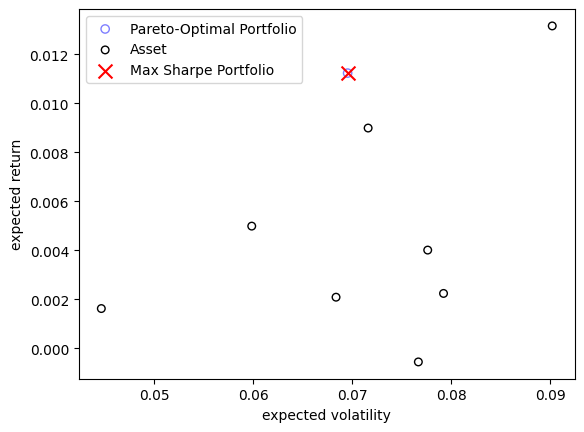 Pareto-Optimal Portfolio
Asset
Max Sharpe Portfolio
expected return
0.012
0.010
0.008
0.006
0.004
0.002
0.000
0.05 0.06 0.07 0.08 0.09
expected volatility